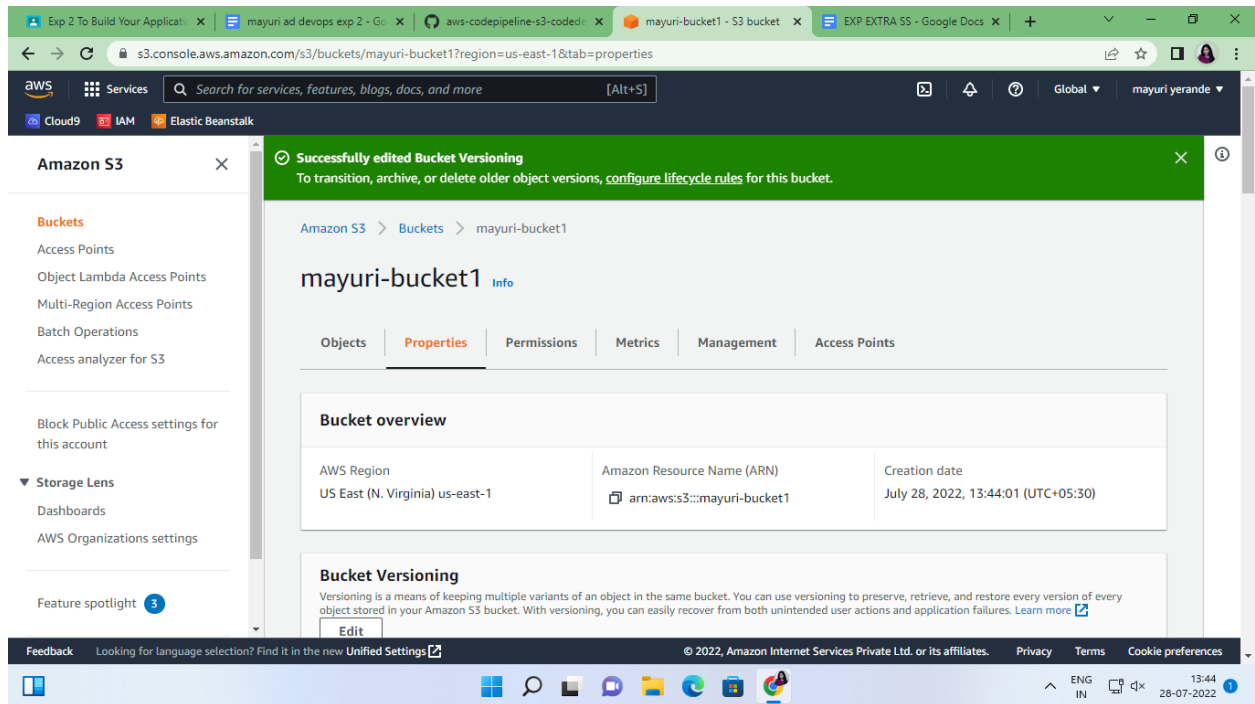 Exp 2 To Build Your Applicatio
mayuri ad devops exp 2 - Go
aws-codepipeline-s3-codede
mayuri-bucket1 - S3 bucket
EXP EXTRA SS - Google Docs
s3.console.aws.amazon.com/s3/buckets/mayuri-bucket1?region=us-east-1&tab=properties
aws
Services
Search for services, features, blogs, docs, and more
[Alt+S]
Global
mayuri yerande
Cloud9
IAM
Elastic Beanstalk
Amazon S3
Buckets
Access Points
Object Lambda Access Points
Multi-Region Access Points
Batch Operations
Access analyzer for S3
Block Public Access settings for
this account
Storage Lens
Dashboards
AWS Organizations settings
Feature spotlight 3
Successfully edited Bucket Versioning
To transition, archive, or delete older object versions, configure lifecycle rules for this bucket.
Amazon S3 > Buckets > mayuri-bucket1
mayuri-bucket1 Info
Objects
Properties
Permissions
Metrics
Management
Access Points
Bucket overview
AWS Region
US East (N. Virginia) us-east-1
Amazon Resource Name (ARN)
arn:aws:s3:::mayuri-bucket1
Creation date
July 28, 2022, 13:44:01 (UTC+05:30)
Bucket Versioning
Versioning is a means of keeping multiple variants of an object in the same bucket. You can use versioning to preserve, retrieve, and restore every version of every
object stored in your Amazon S3 bucket. With versioning, you can easily recover from both unintended user actions and application failures. Learn more
Edit
Feedback
Looking for language selection? Find it in the new Unified Settings
© 2022, Amazon Internet Services Private Ltd. or its affiliates.
Privacy
Terms
Cookie preferences
ENG
IN
13:44
28-07-2022
1